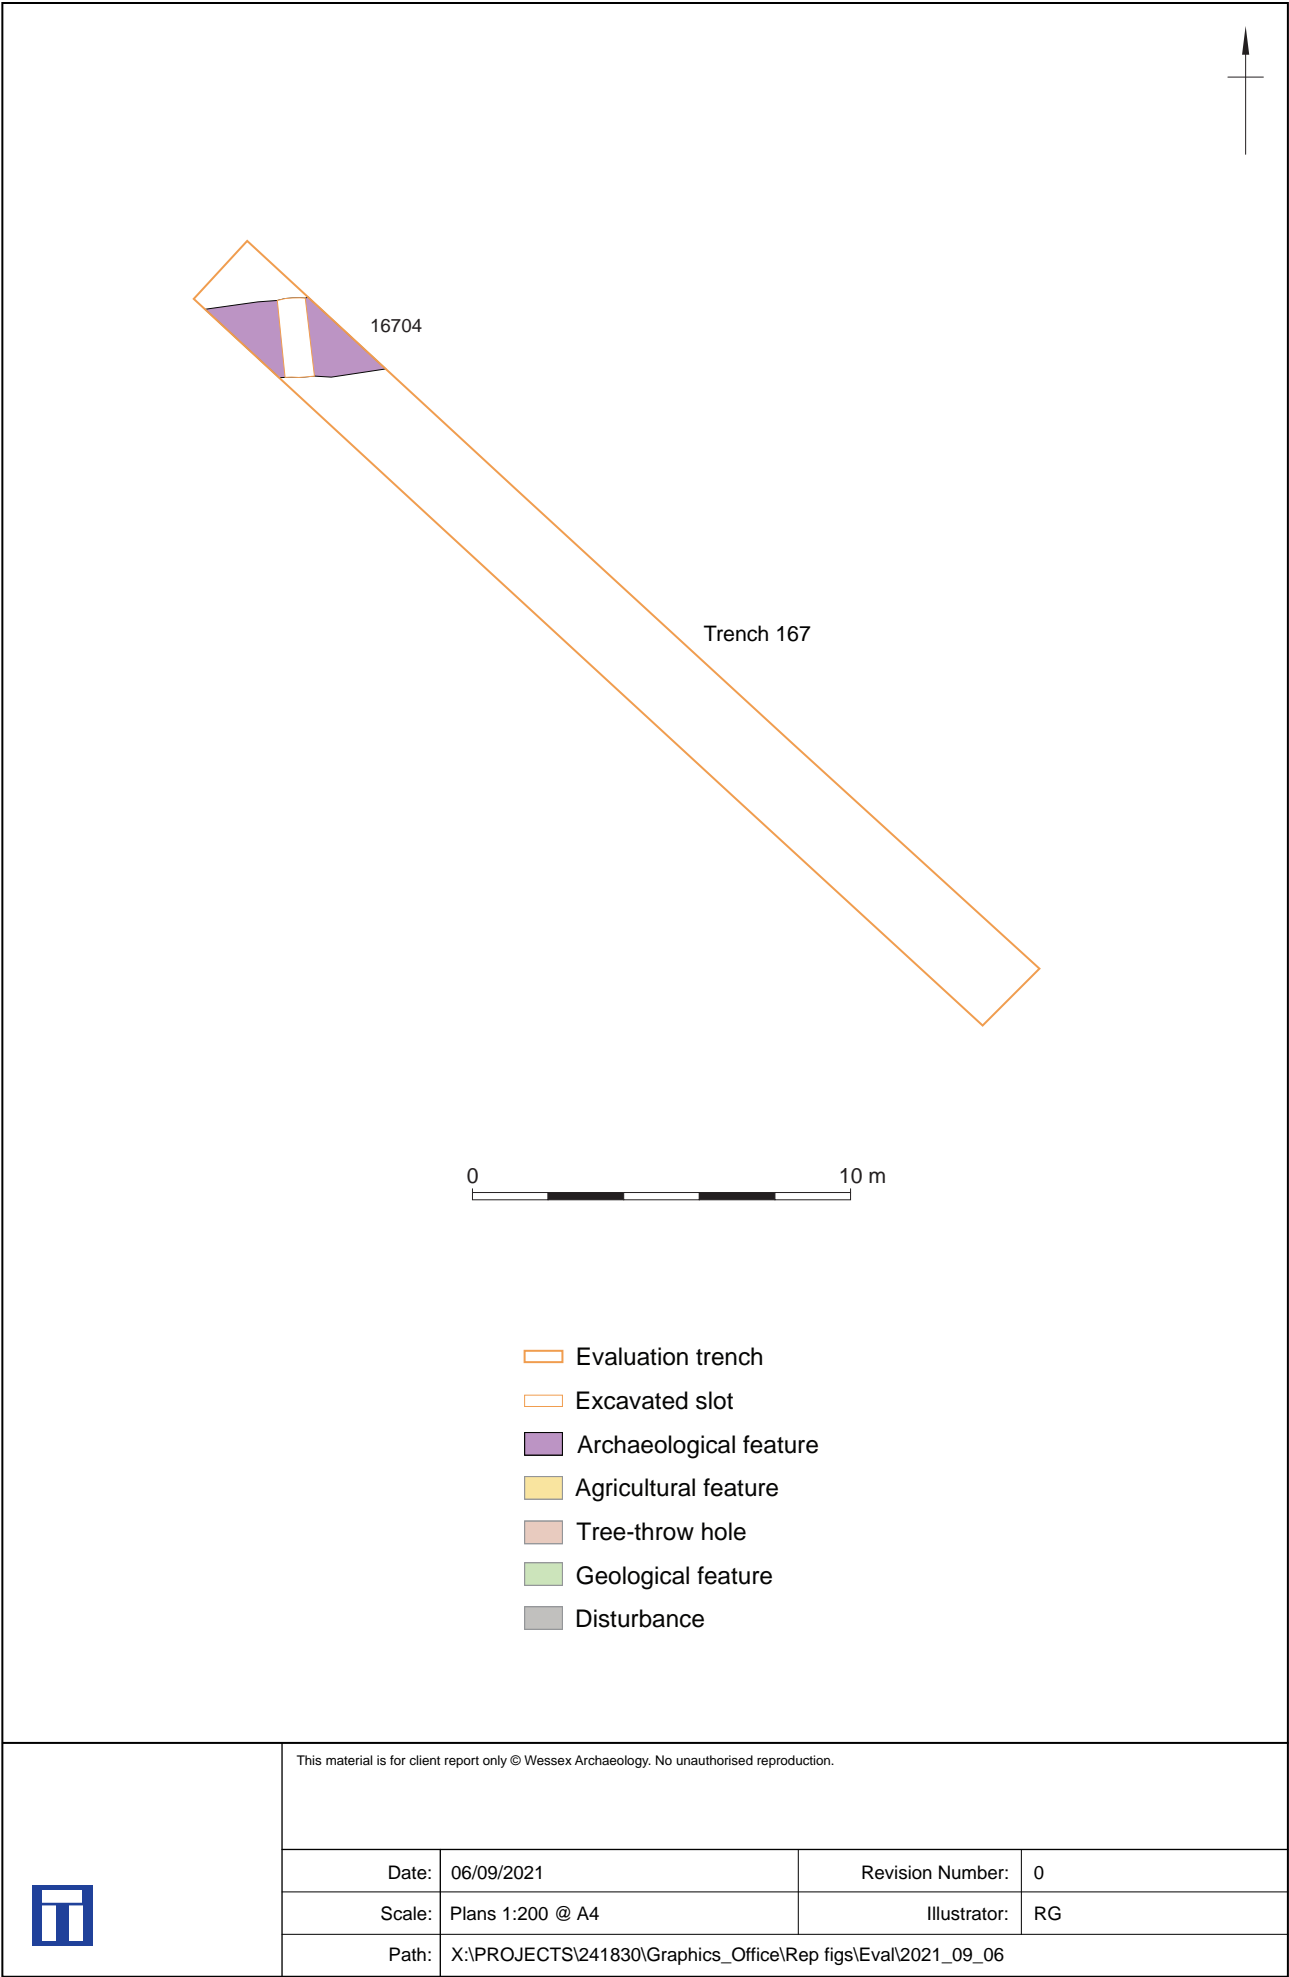 16704
Trench 167
0 10 m
Evaluation trench
Excavated slot
Archaeological feature
Agricultural feature
Tree-throw hole
Geological feature
Disturbance
This material is for client report only © Wessex Archaeology. No unauthorised reproduction.
Date: 06/09/2021 Revision Number: 0
Scale: Plans 1:200 @ A4 Illustrator: RG
Path: X:\PROJECTS\241830\Graphics_Office\Rep figs\Eval\2021_09_06